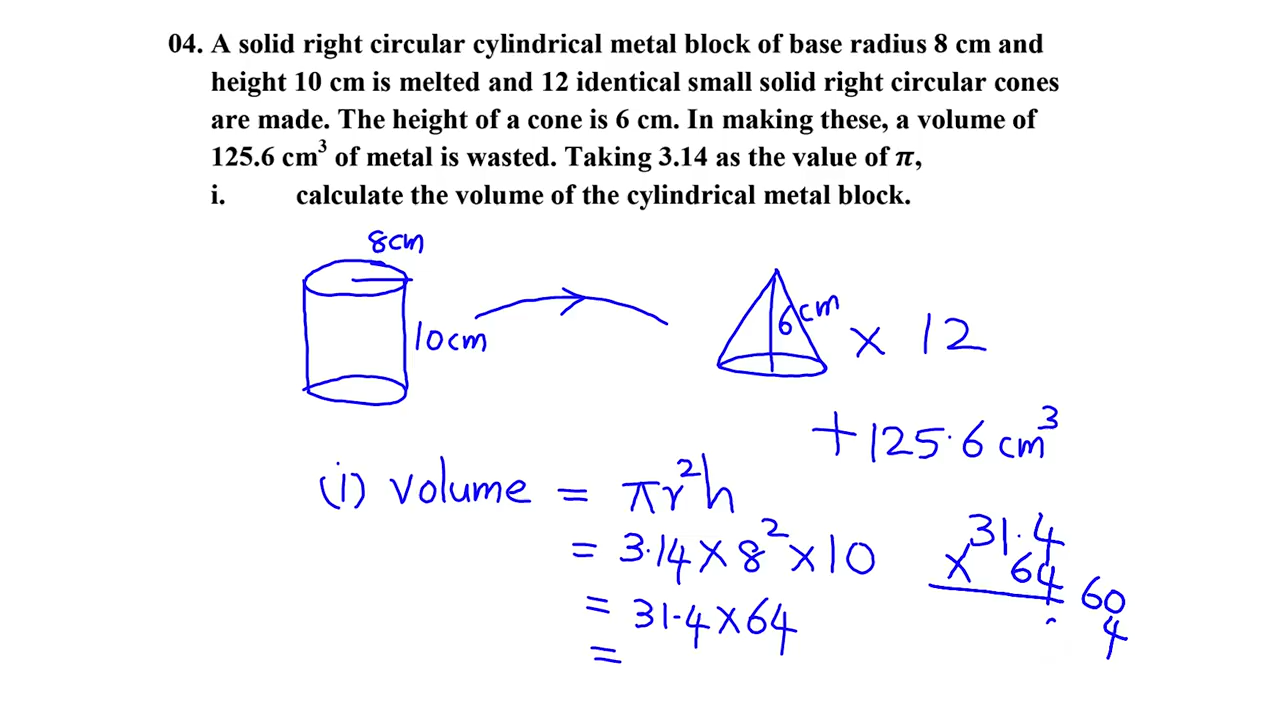 04. A solid right circular cylindrical metal block of base radius 8 cm and
height 10 cm is melted and 12 identical small solid right circular cones
are made. The height of a cone is 6 cm. In making these, a volume of
125.6 cm³ of metal is wasted. Taking 3.14 as the value of π,
i. calculate the volume of the cylindrical metal block.
8cm
10cm
6cm × 12
+125.6 cm³
(i) volume = πr²h
= 3.14 × 8² × 10
= 31.4 × 64
=
31.4
× 64
60
4